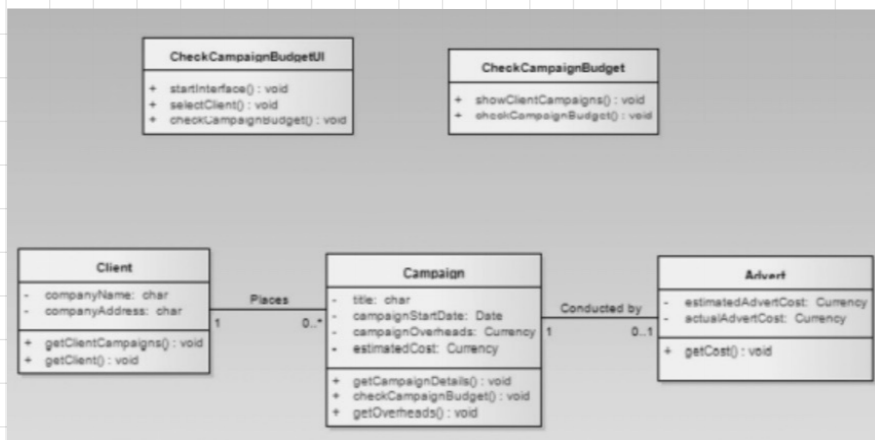 CheckCampaignBudgetUI
+ startInterface() : void
+ selectClient() : void
+ checkCampaignBudget() : void
CheckCampaignBudget
+ showClientCampaigns() : void
+ checkCampaignBudget() : void
Client
- companyName: char
- companyAddress: char
+ getClientCampaigns() : void
+ getClient() : void
Places
1
0..*
Campaign
- title: char
- campaignStartDate: Date
- campaignOverheads: Currency
- estimatedCost: Currency
+ getCampaignDetails() : void
+ checkCampaignBudget() : void
+ getOverheads() : void
Conducted by
1
0..1
Advert
- estimatedAdvertCost: Currency
- actualAdvertCost: Currency
+ getCost() : void